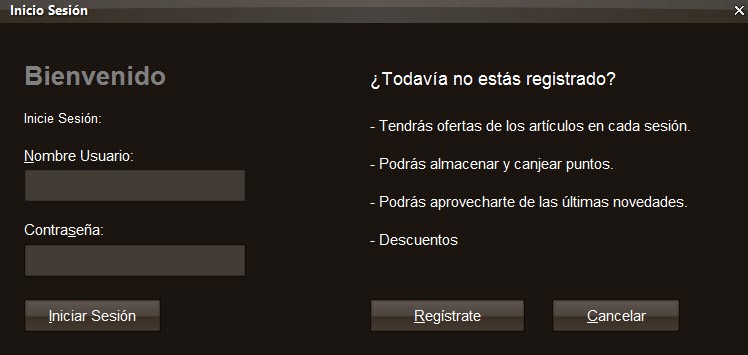 Inicio Sesión
Bienvenido
Inicie Sesión:
Nombre Usuario:
Contraseña:
Iniciar Sesión
¿Todavía no estás registrado?
- Tendrás ofertas de los artículos en cada sesión.
- Podrás almacenar y canjear puntos.
- Podrás aprovecharte de las últimas novedades.
- Descuentos
Regístrate
Cancelar